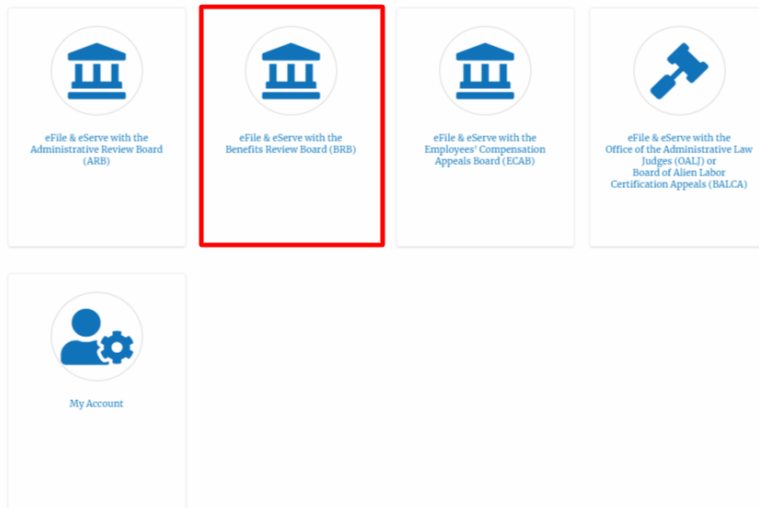 eFile & eServe with the
Administrative Review Board
(ARB)
eFile & eServe with the
Benefits Review Board (BRB)
eFile & eServe with the
Employees' Compensation
Appeals Board (ECAB)
eFile & eServe with the
Office of the Administrative Law
Judges (OALJ) or
Board of Alien Labor
Certification Appeals (BALCA)
My Account